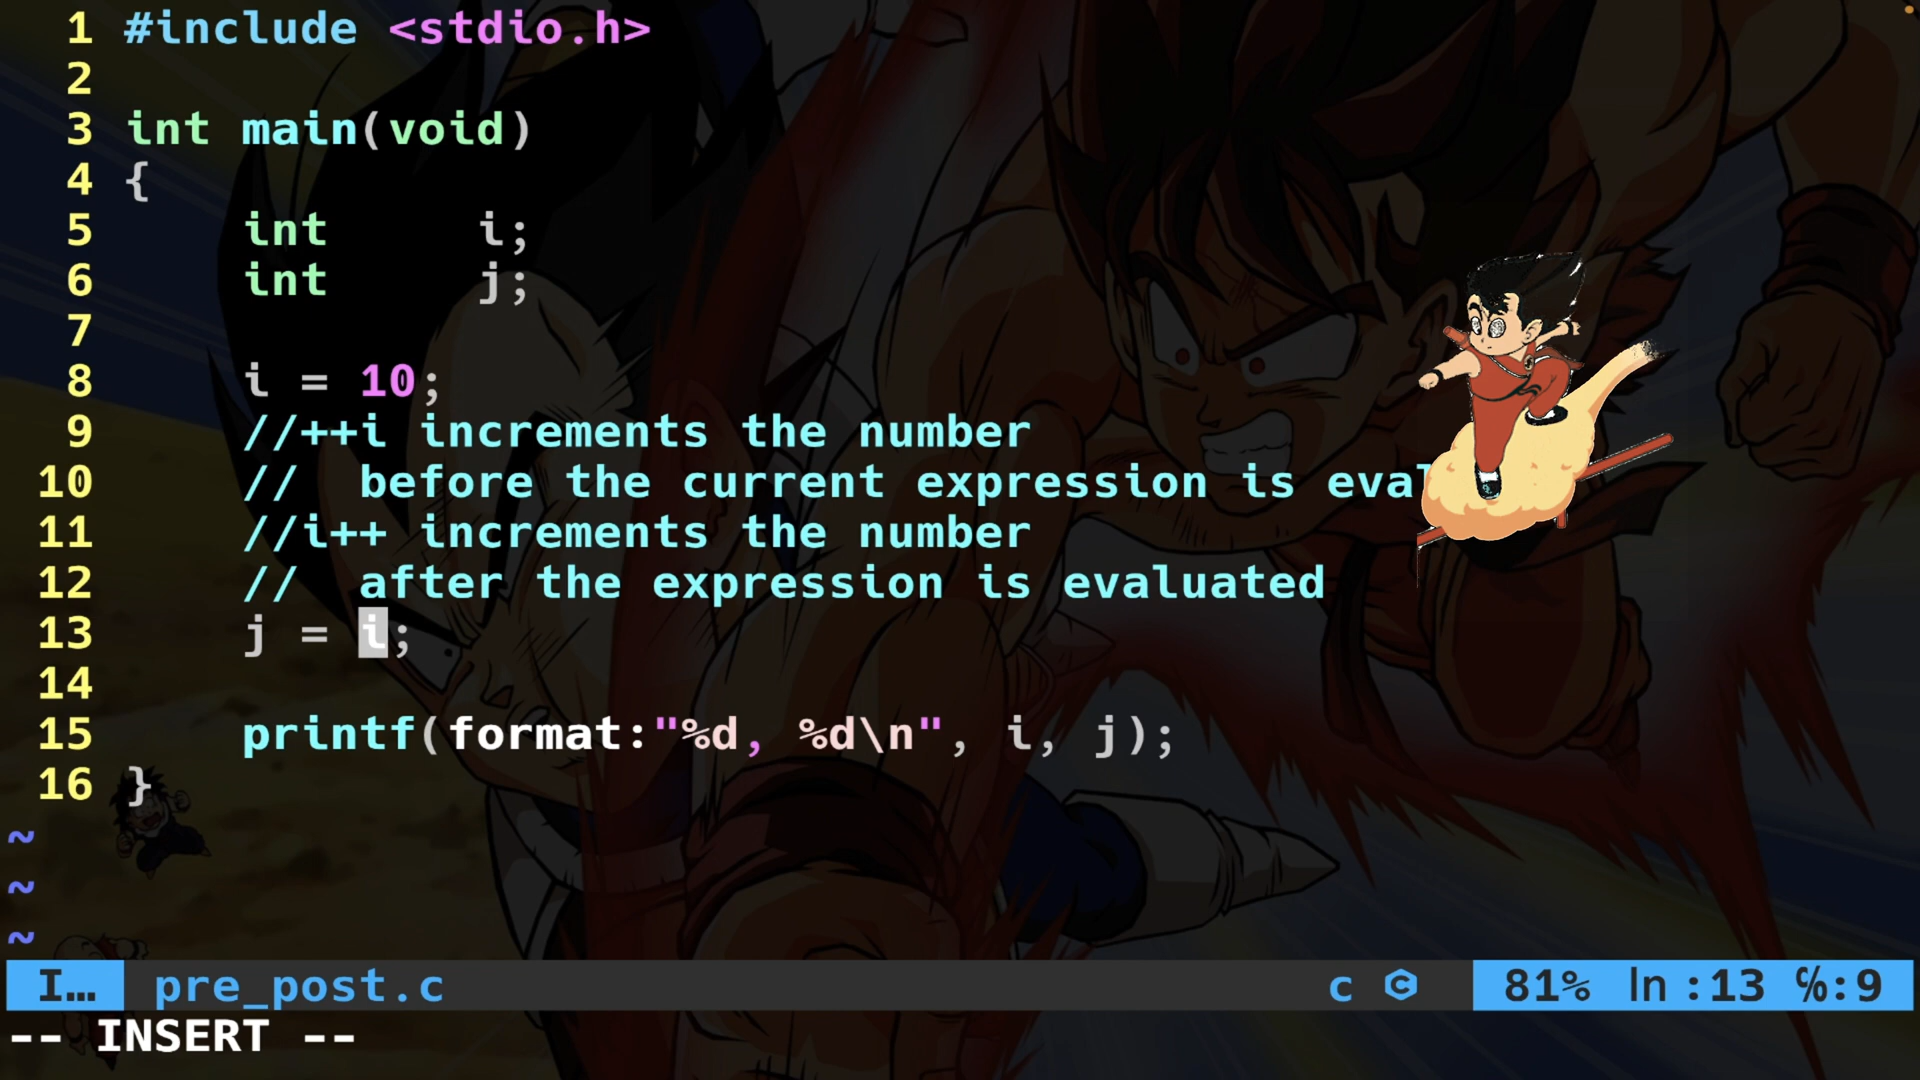 1 #include <stdio.h>
2
3 int main(void)
4 {
5 int i;
6 int j;
7
8 i = 10;
9 //++i increments the number
10 // before the current expression is eval
11 //i++ increments the number
12 // after the expression is evaluated
13 j = i;
14
15 printf(format:"%d, %d\n", i, j);
16 }
~
~
~
I… pre_post.c c C 81% ln :13 ℅:9
-- INSERT --